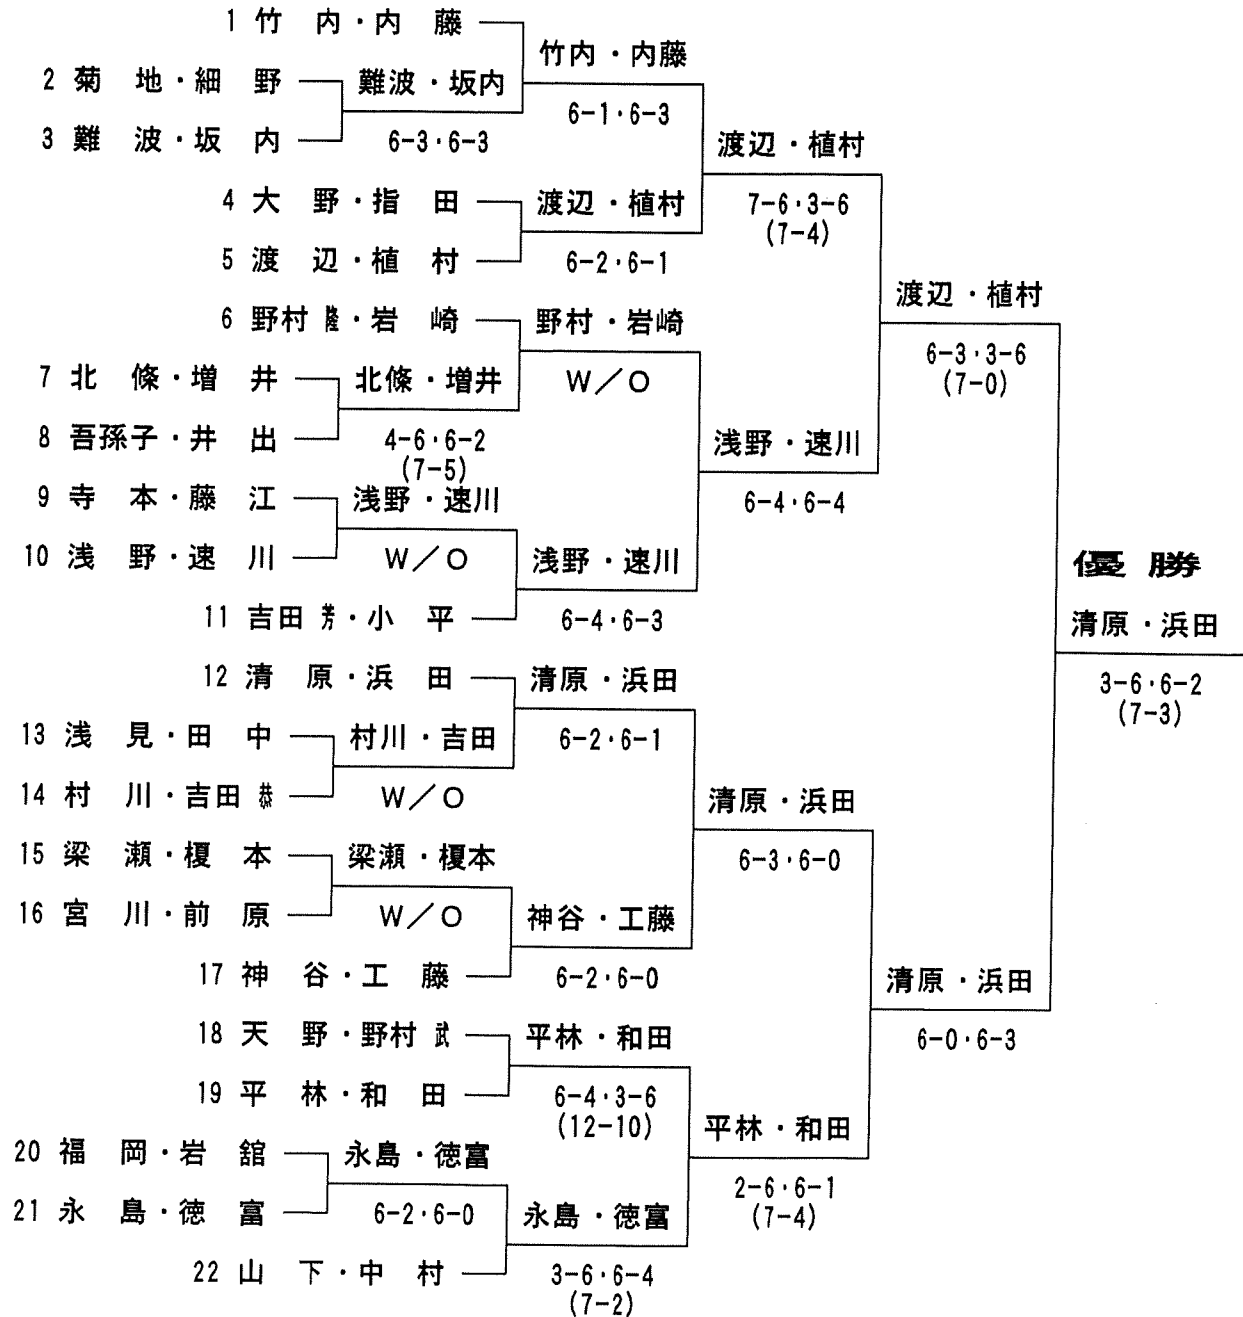 1 竹 内・内 藤
竹内・内藤
2 菊 地・細 野
難波・坂内
6-1・6-3
3 難 波・坂 内
6-3・6-3
渡辺・植村
4 大 野・指 田
渡辺・植村
7-6・3-6
(7-4)
5 渡 辺・植 村
6-2・6-1
渡辺・植村
6 野村 隆・岩 崎
野村・岩崎
6-3・3-6
(7-0)
7 北 條・増 井
北條・増井
W/O
8 吾孫子・井 出
4-6・6-2
(7-5)
浅野・速川
9 寺 本・藤 江
浅野・速川
6-4・6-4
10 浅 野・速 川
W/O
浅野・速川
優 勝
11 吉田 芳・小 平
6-4・6-3
清原・浜田
12 清 原・浜 田
清原・浜田
3-6・6-2
(7-3)
13 浅 見・田 中
村川・吉田
6-2・6-1
14 村 川・吉田 恭
W/O
清原・浜田
15 梁 瀬・榎 本
梁瀬・榎本
6-3・6-0
16 宮 川・前 原
W/O
神谷・工藤
17 神 谷・工 藤
6-2・6-0
清原・浜田
18 天 野・野村 武
平林・和田
6-0・6-3
19 平 林・和 田
6-4・3-6
(12-10)
平林・和田
20 福 岡・岩 舘
永島・徳富
2-6・6-1
(7-4)
21 永 島・徳 富
6-2・6-0
永島・徳富
22 山 下・中 村
3-6・6-4
(7-2)